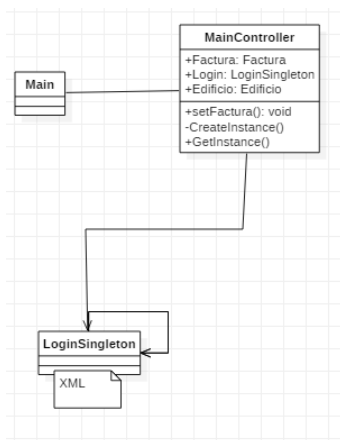 MainController
+Factura: Factura
+Login: LoginSingleton
+Edificio: Edificio
+setFactura(): void
-CreateInstance()
+GetInstance()
Main
LoginSingleton
XML